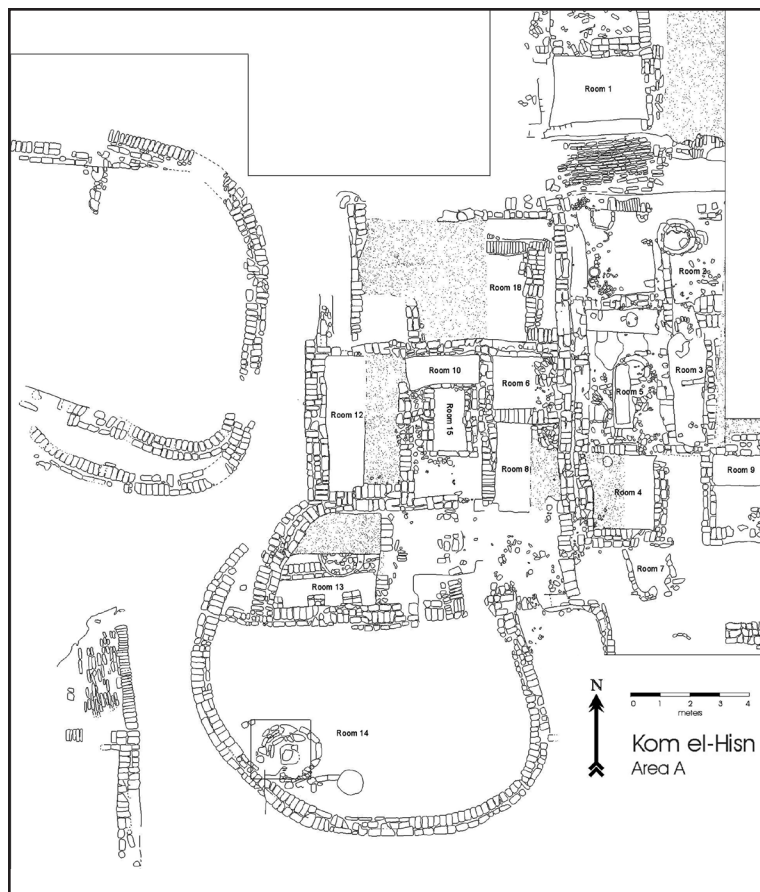 Room 1
Room 2
Room 18
Room 3
Room 10
Room 6
Room 5
Room 12
Room 15
Room 8
Room 9
Room 4
Room 7
Room 13
N
0 1 2 3 4
meters
Room 14
Kom el-Hisn
Area A